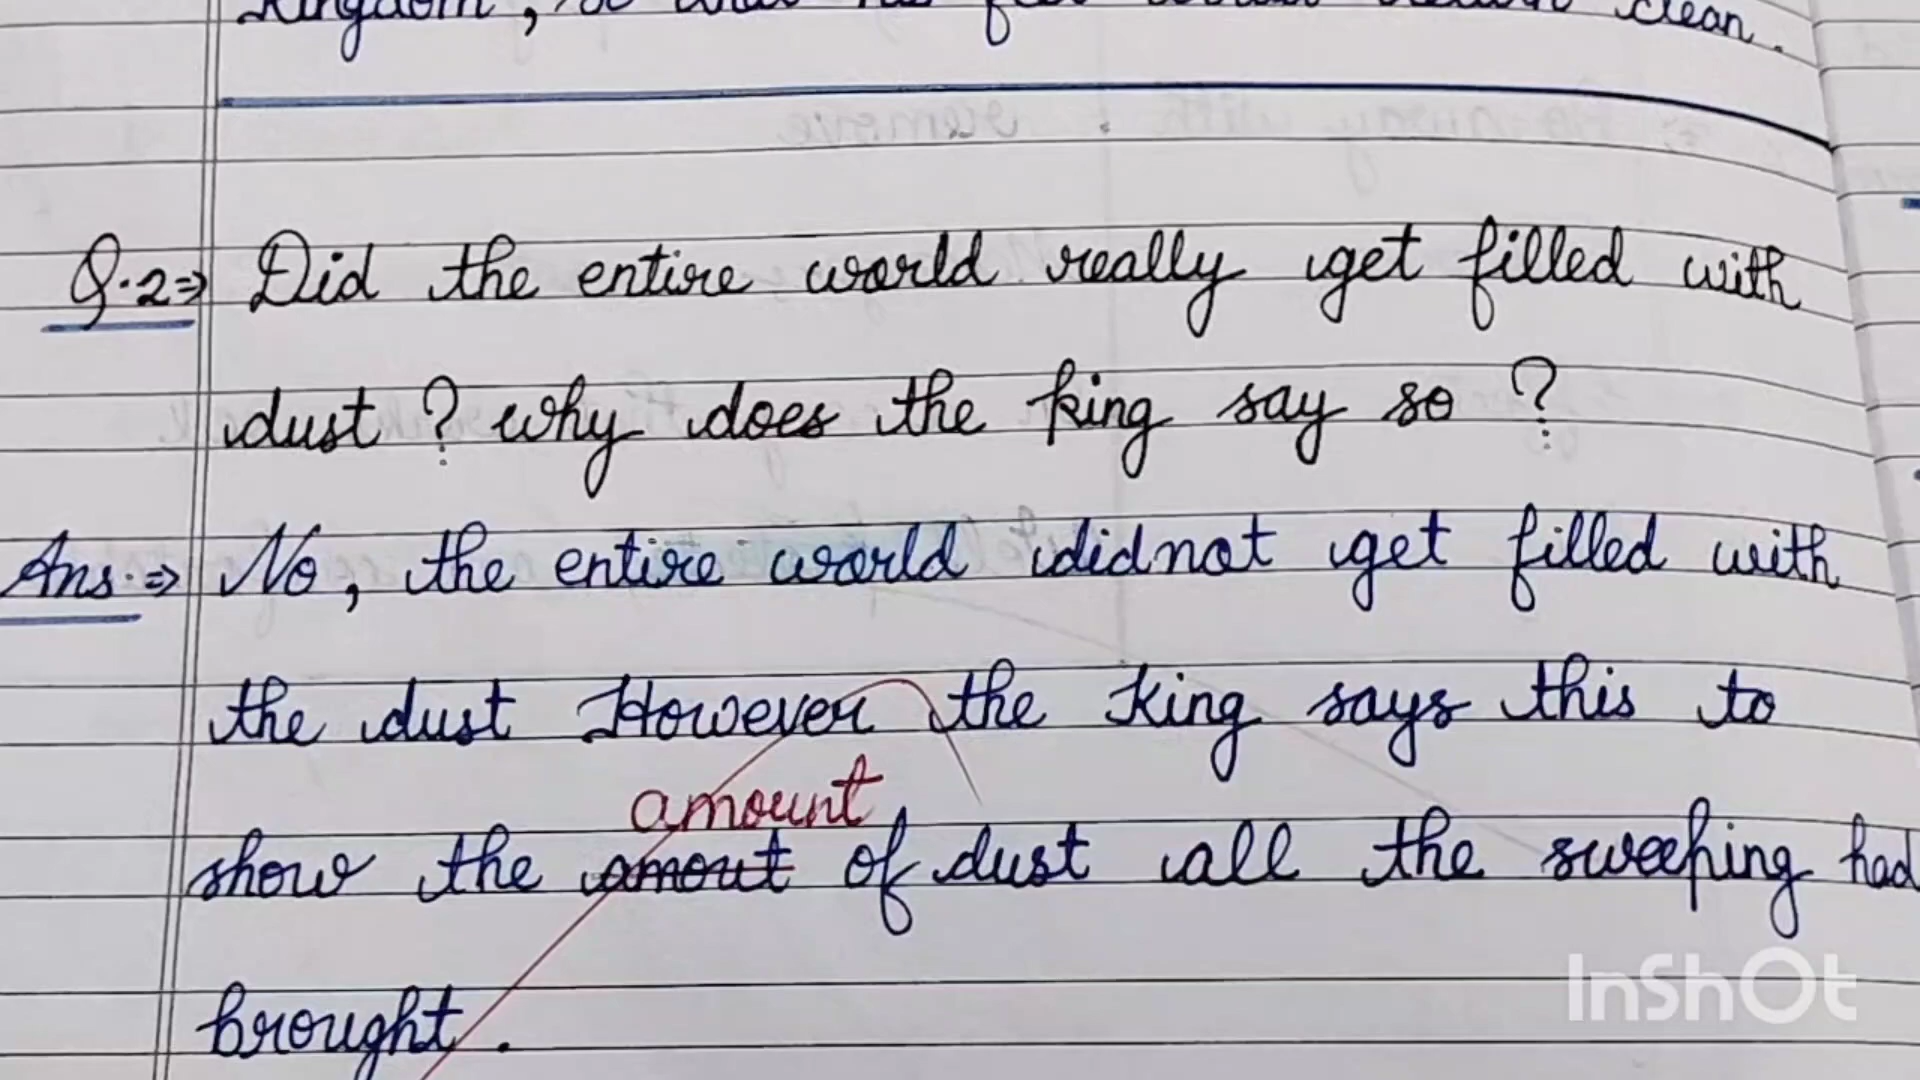 clean.
Q.2⇒ Did the entire world really get filled with
dust ? why does the king say so ?
Ans.⇒ No, the entire world didnot get filled with
the dust However the king says this to
amount
show the amout of dust all the sweeping had
brought.
InShOt